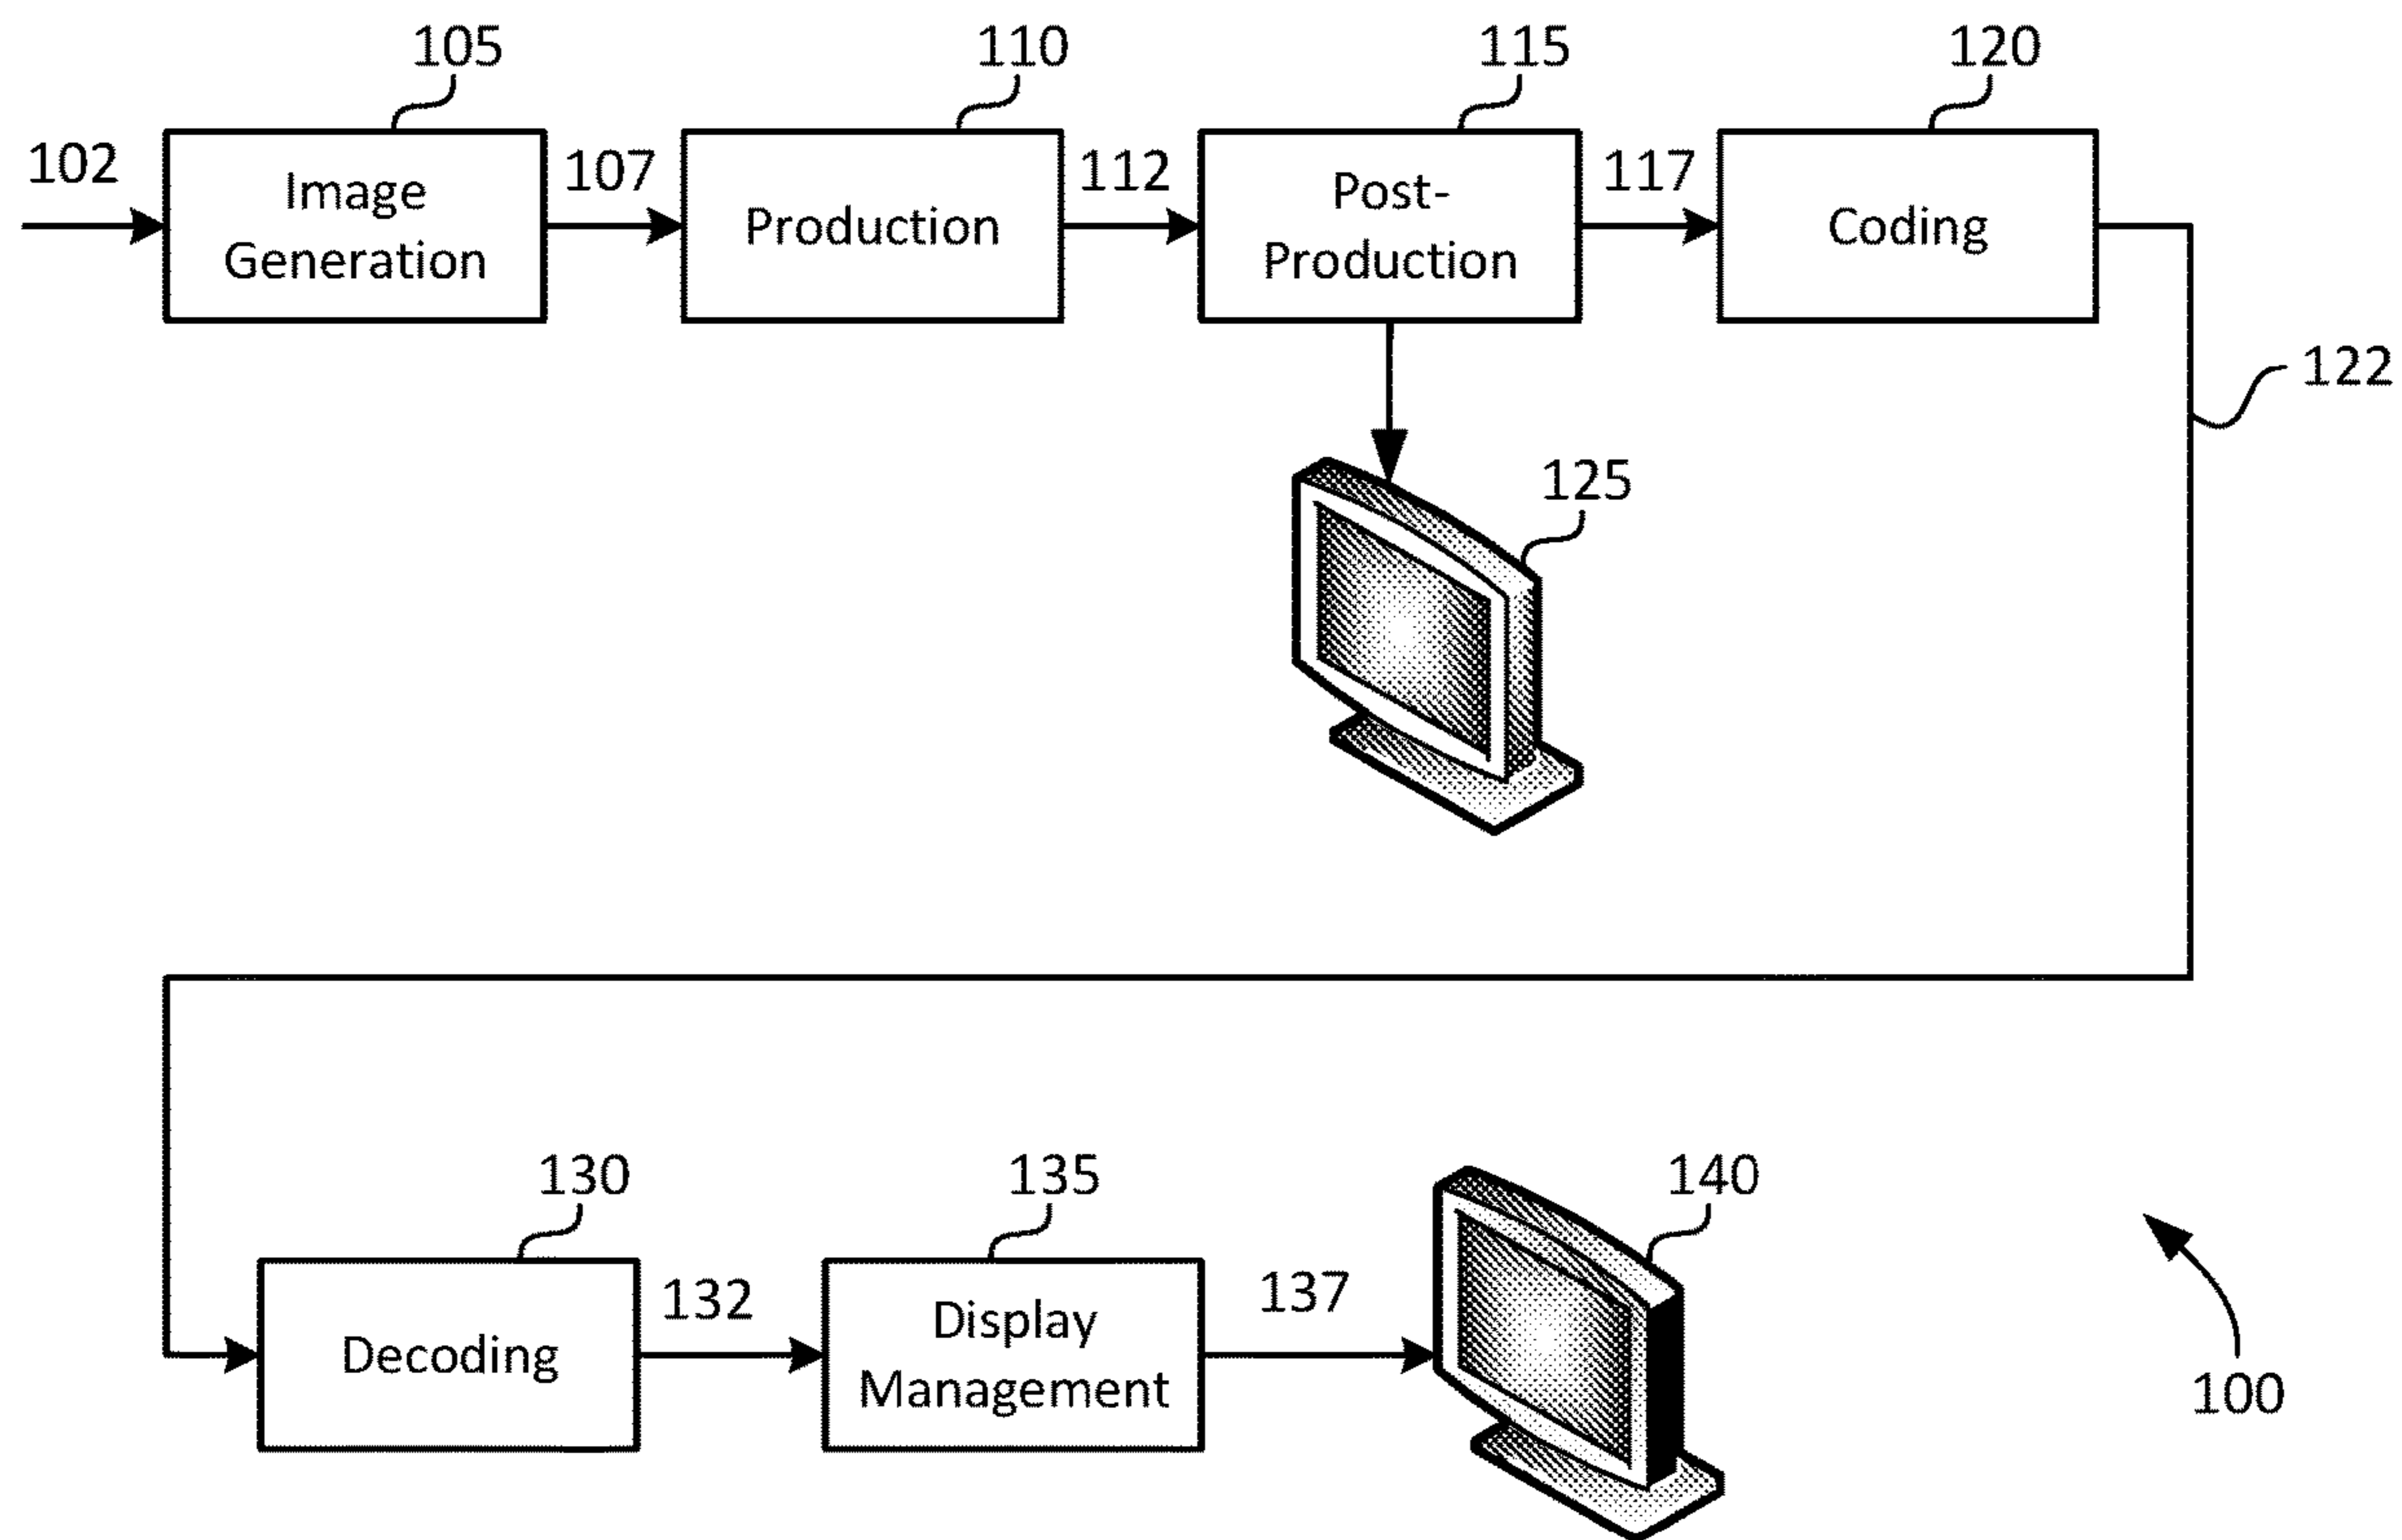 105
110
115
120
102
Image
Generation
107
Production
112
Post-
Production
117
Coding
122
125
130
135
140
132
137
Decoding
Display
Management
100